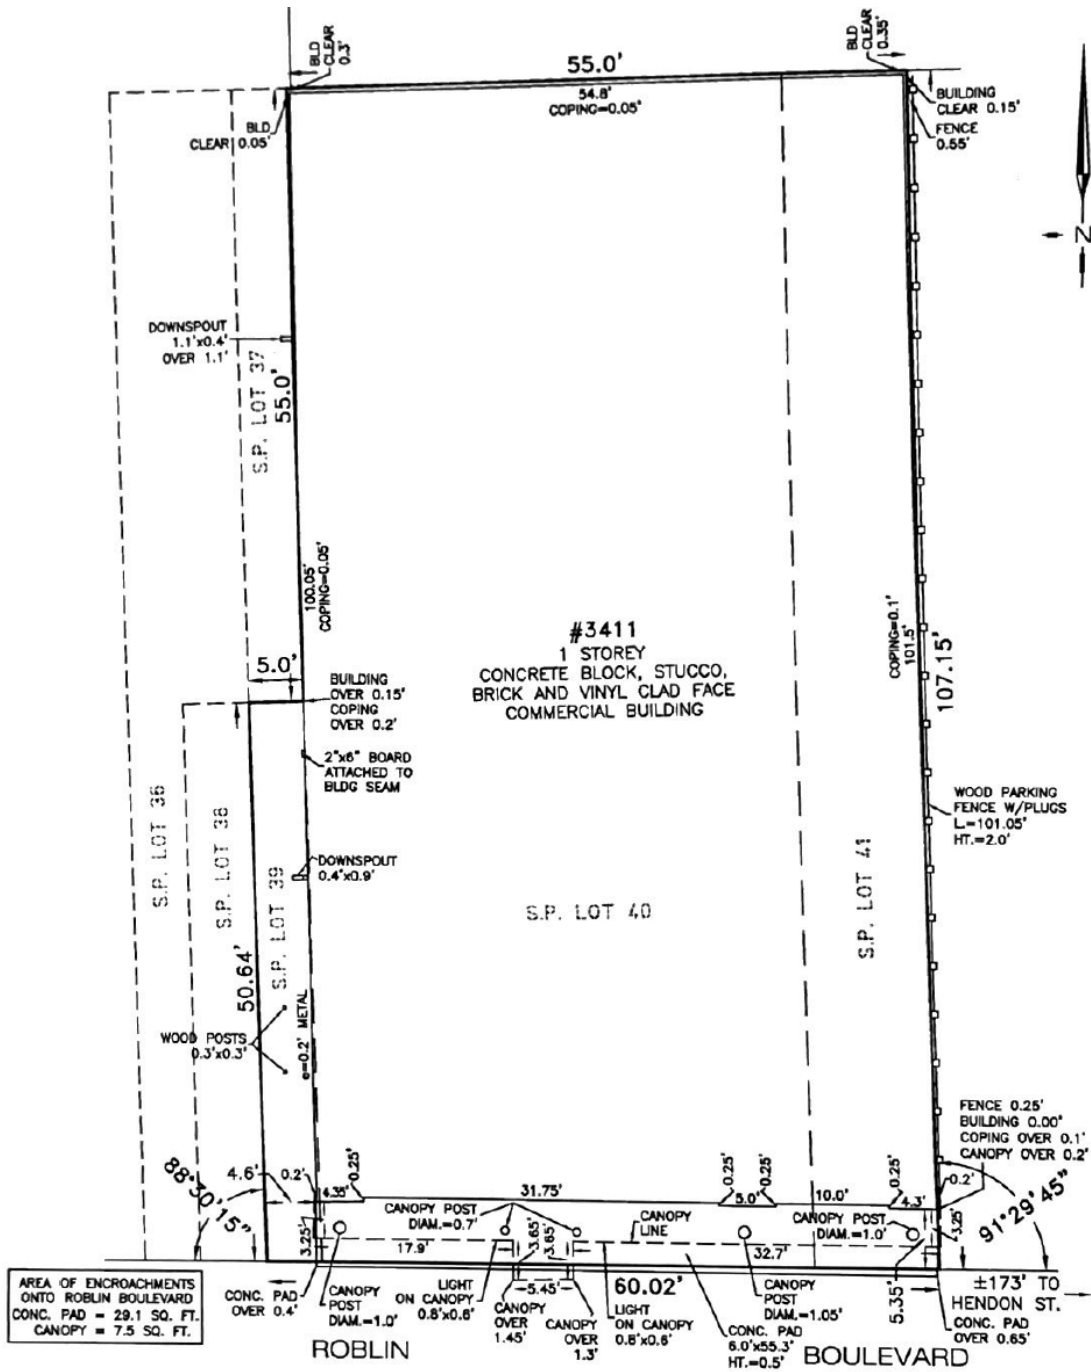 BLD
CLEAR
0.3'
BLD
CLEAR
0.35'
55.0'
54.8'
COPING=0.05'
BLD
CLEAR 0.05'
BUILDING
CLEAR 0.15'
FENCE
0.55'
N
DOWNSPOUT
1.1'x0.4'
OVER 1.1'
S.P. LOT 37
55.0'
100.05'
COPING=0.05'
#3411
1 STOREY
CONCRETE BLOCK, STUCCO,
BRICK AND VINYL CLAD FACE
COMMERCIAL BUILDING
COPING=0.1'
101.5'
107.15'
5.0'
BUILDING
OVER 0.15'
COPING
OVER 0.2'
2"x6" BOARD
ATTACHED TO
BLDG SEAM
WOOD PARKING
FENCE W/PLUGS
L=101.05'
HT.=2.0'
S.P. LOT 36
S.P. LOT 38
S.P. LOT 39
DOWNSPOUT
0.4'x0.9'
S.P. LOT 40
S.P. LOT 41
50.64'
WOOD POSTS
0.3'x0.3'
e=0.2' METAL
FENCE 0.25'
BUILDING 0.00'
COPING OVER 0.1'
CANOPY OVER 0.2'
88°30'15"
4.6'
0.2'
4.35'
0.25'
31.75'
0.25'
5.0'
0.25'
10.0'
0.25'
4.3'
0.2'
91°29'45"
3.25'
CANOPY POST
DIAM.=0.7'
CANOPY
LINE
CANOPY POST
DIAM.=1.0'
3.25'
17.9'
3.65'
3.65'
32.7'
AREA OF ENCROACHMENTS
ONTO ROBLIN BOULEVARD
CONC. PAD = 29.1 SQ. FT.
CANOPY = 7.5 SQ. FT.
CONC. PAD
OVER 0.4'
CANOPY
POST
DIAM.=1.0'
LIGHT
ON CANOPY
0.8'x0.6'
5.45'
CANOPY
OVER
1.45'
CANOPY
OVER
1.3'
60.02'
LIGHT
ON CANOPY
0.8'x0.6'
CONC. PAD
6.0'x55.3'
HT.=0.5'
CANOPY
POST
DIAM.=1.05'
5.35'
±173' TO
HENDON ST.
CONC. PAD
OVER 0.65'
ROBLIN BOULEVARD